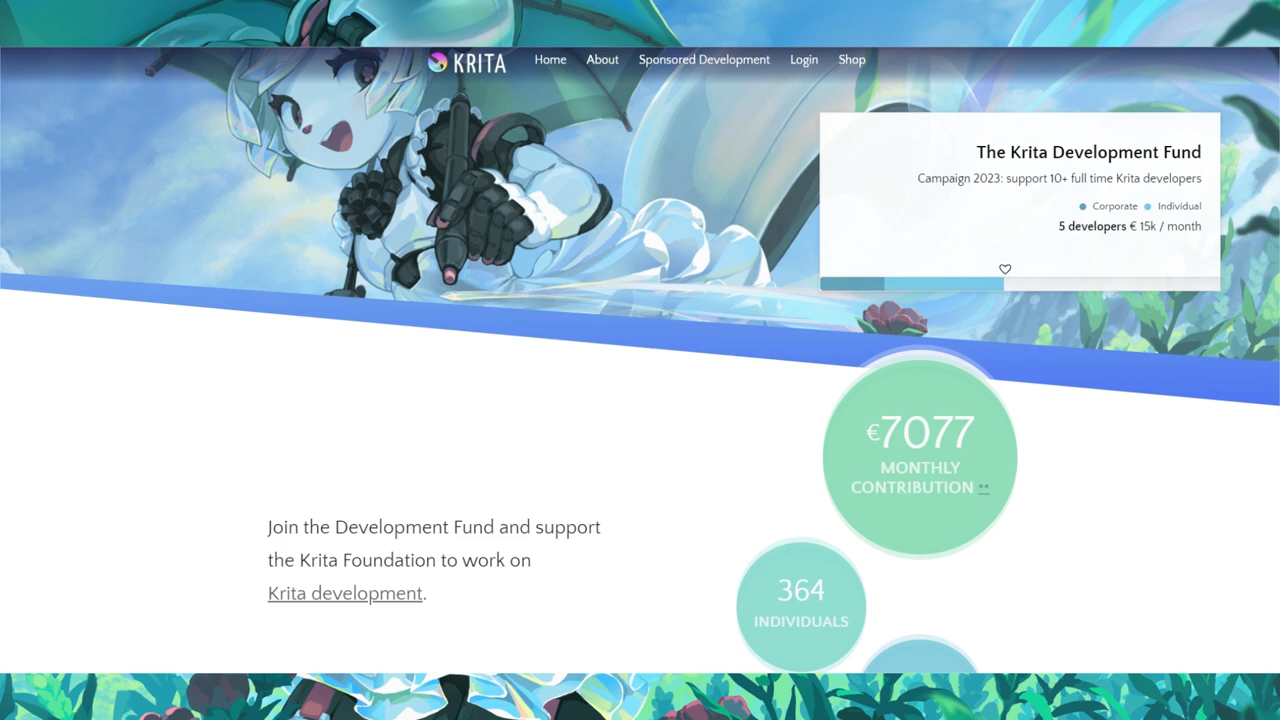 KRITA
Home About Sponsored Development Login Shop
The Krita Development Fund
Campaign 2023: support 10+ full time Krita developers
Corporate Individual
5 developers € 15k / month
€7077
MONTHLY
CONTRIBUTION **
Join the Development Fund and support
the Krita Foundation to work on
Krita development.
364
INDIVIDUALS